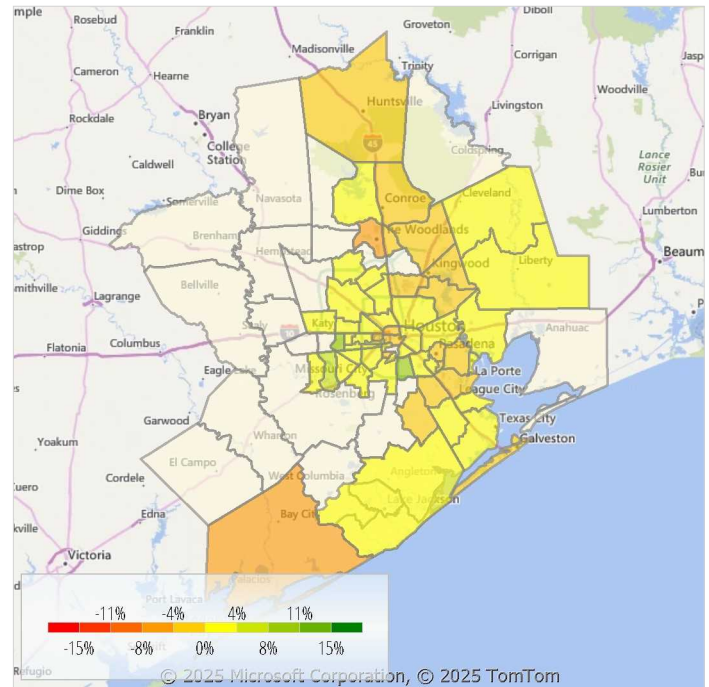 mple
Rosebud
Franklin
Groveton
Diboll
Madisonville
Trinity
Corrigan
Jasp
Cameron
Hearne
Huntsville
Livingston
Woodville
Rockdale
Bryan
College
Station
Coldspring
Lance
Rosier
Unit
Caldwell
Bu
Dime Box
Somerville
Navasota
Conroe
Cleveland
Lumberton
Giddings
Brenham
The Woodlands
astrop
Hempstead
Kingwood
Liberty
Beaum
mithville
Bellville
Lagrange
Sealy
10
45
Katy
Houston
Anahuac
P
Columbus
Flatonia
Pasadena
Eagle Lake
Missouri City
La Porte
League City
Rosenberg
Garwood
Texas City
Wharton
Galveston
Yoakum
El Campo
West Columbia
Angleton
Cordele
Lake Jackson
uero
Edna
Bay City
kville
Victoria
d
Palacios
Port Lavaca
-11% -4% 4% 11%
-15% -8% 0% 8% 15%
Refugio
© 2025 Microsoft Corporation, © 2025 TomTom